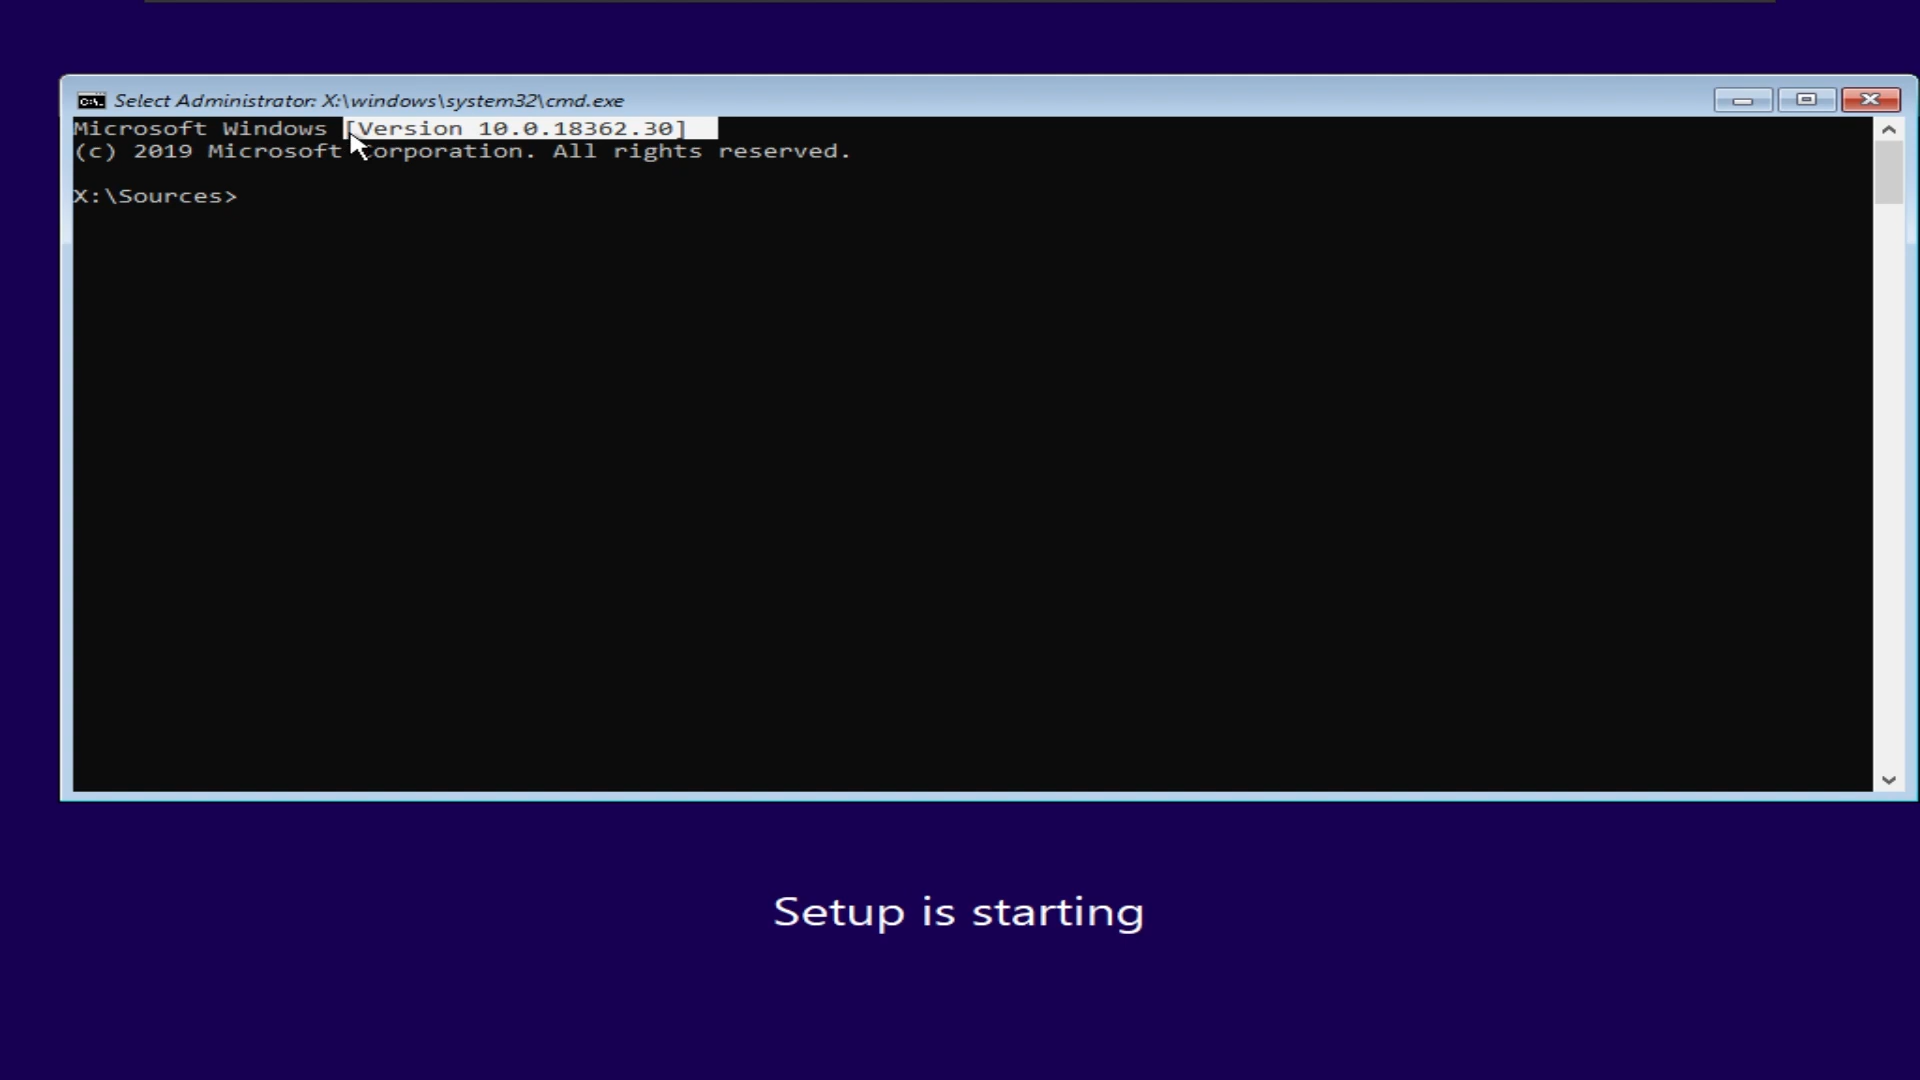 Select Administrator: X:\windows\system32\cmd.exe
Microsoft Windows [Version 10.0.18362.30]
(c) 2019 Microsoft Corporation. All rights reserved.
X:\Sources>
Setup is starting